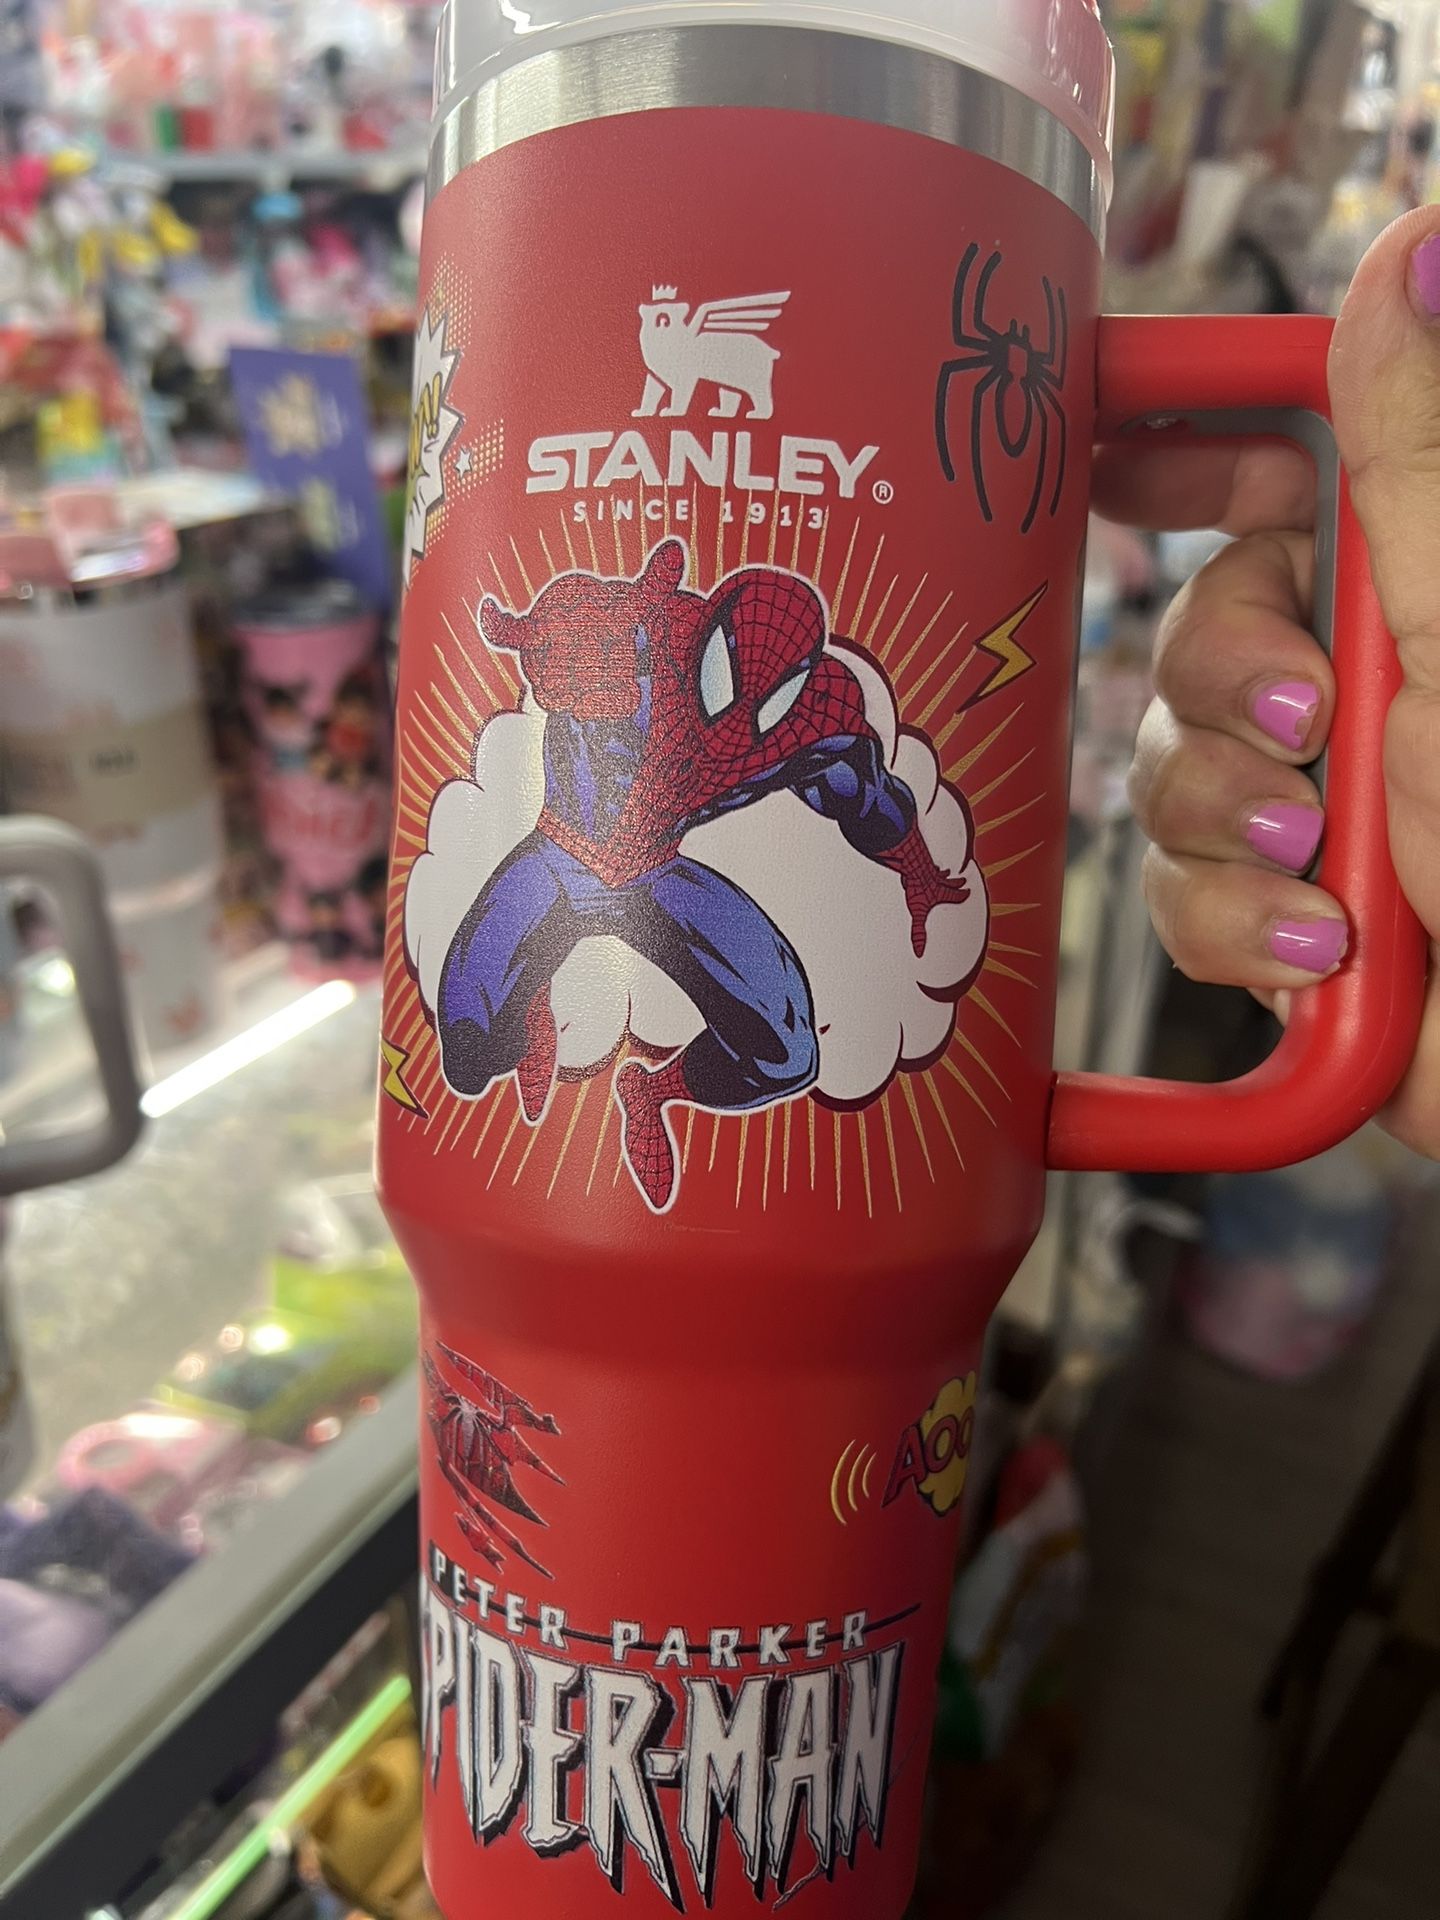 STANLEY®
SINCE 1913
PETER PARKER
SPIDER-MAN